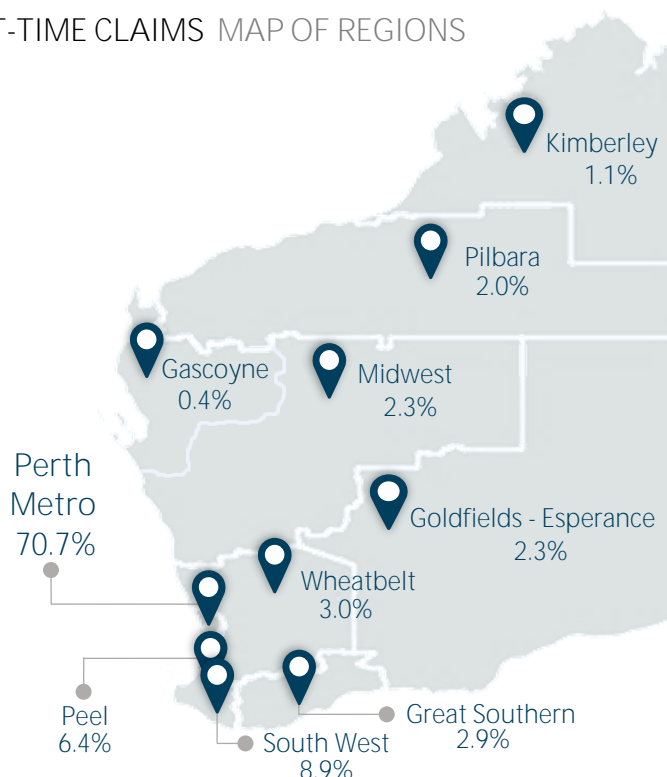 T-TIME CLAIMS MAP OF REGIONS
Kimberley
1.1%
Pilbara
2.0%
Gascoyne
0.4%
Midwest
2.3%
Perth
Metro
70.7%
Goldfields - Esperance
2.3%
Wheatbelt
3.0%
Peel
6.4%
South West
8.9%
Great Southern
2.9%